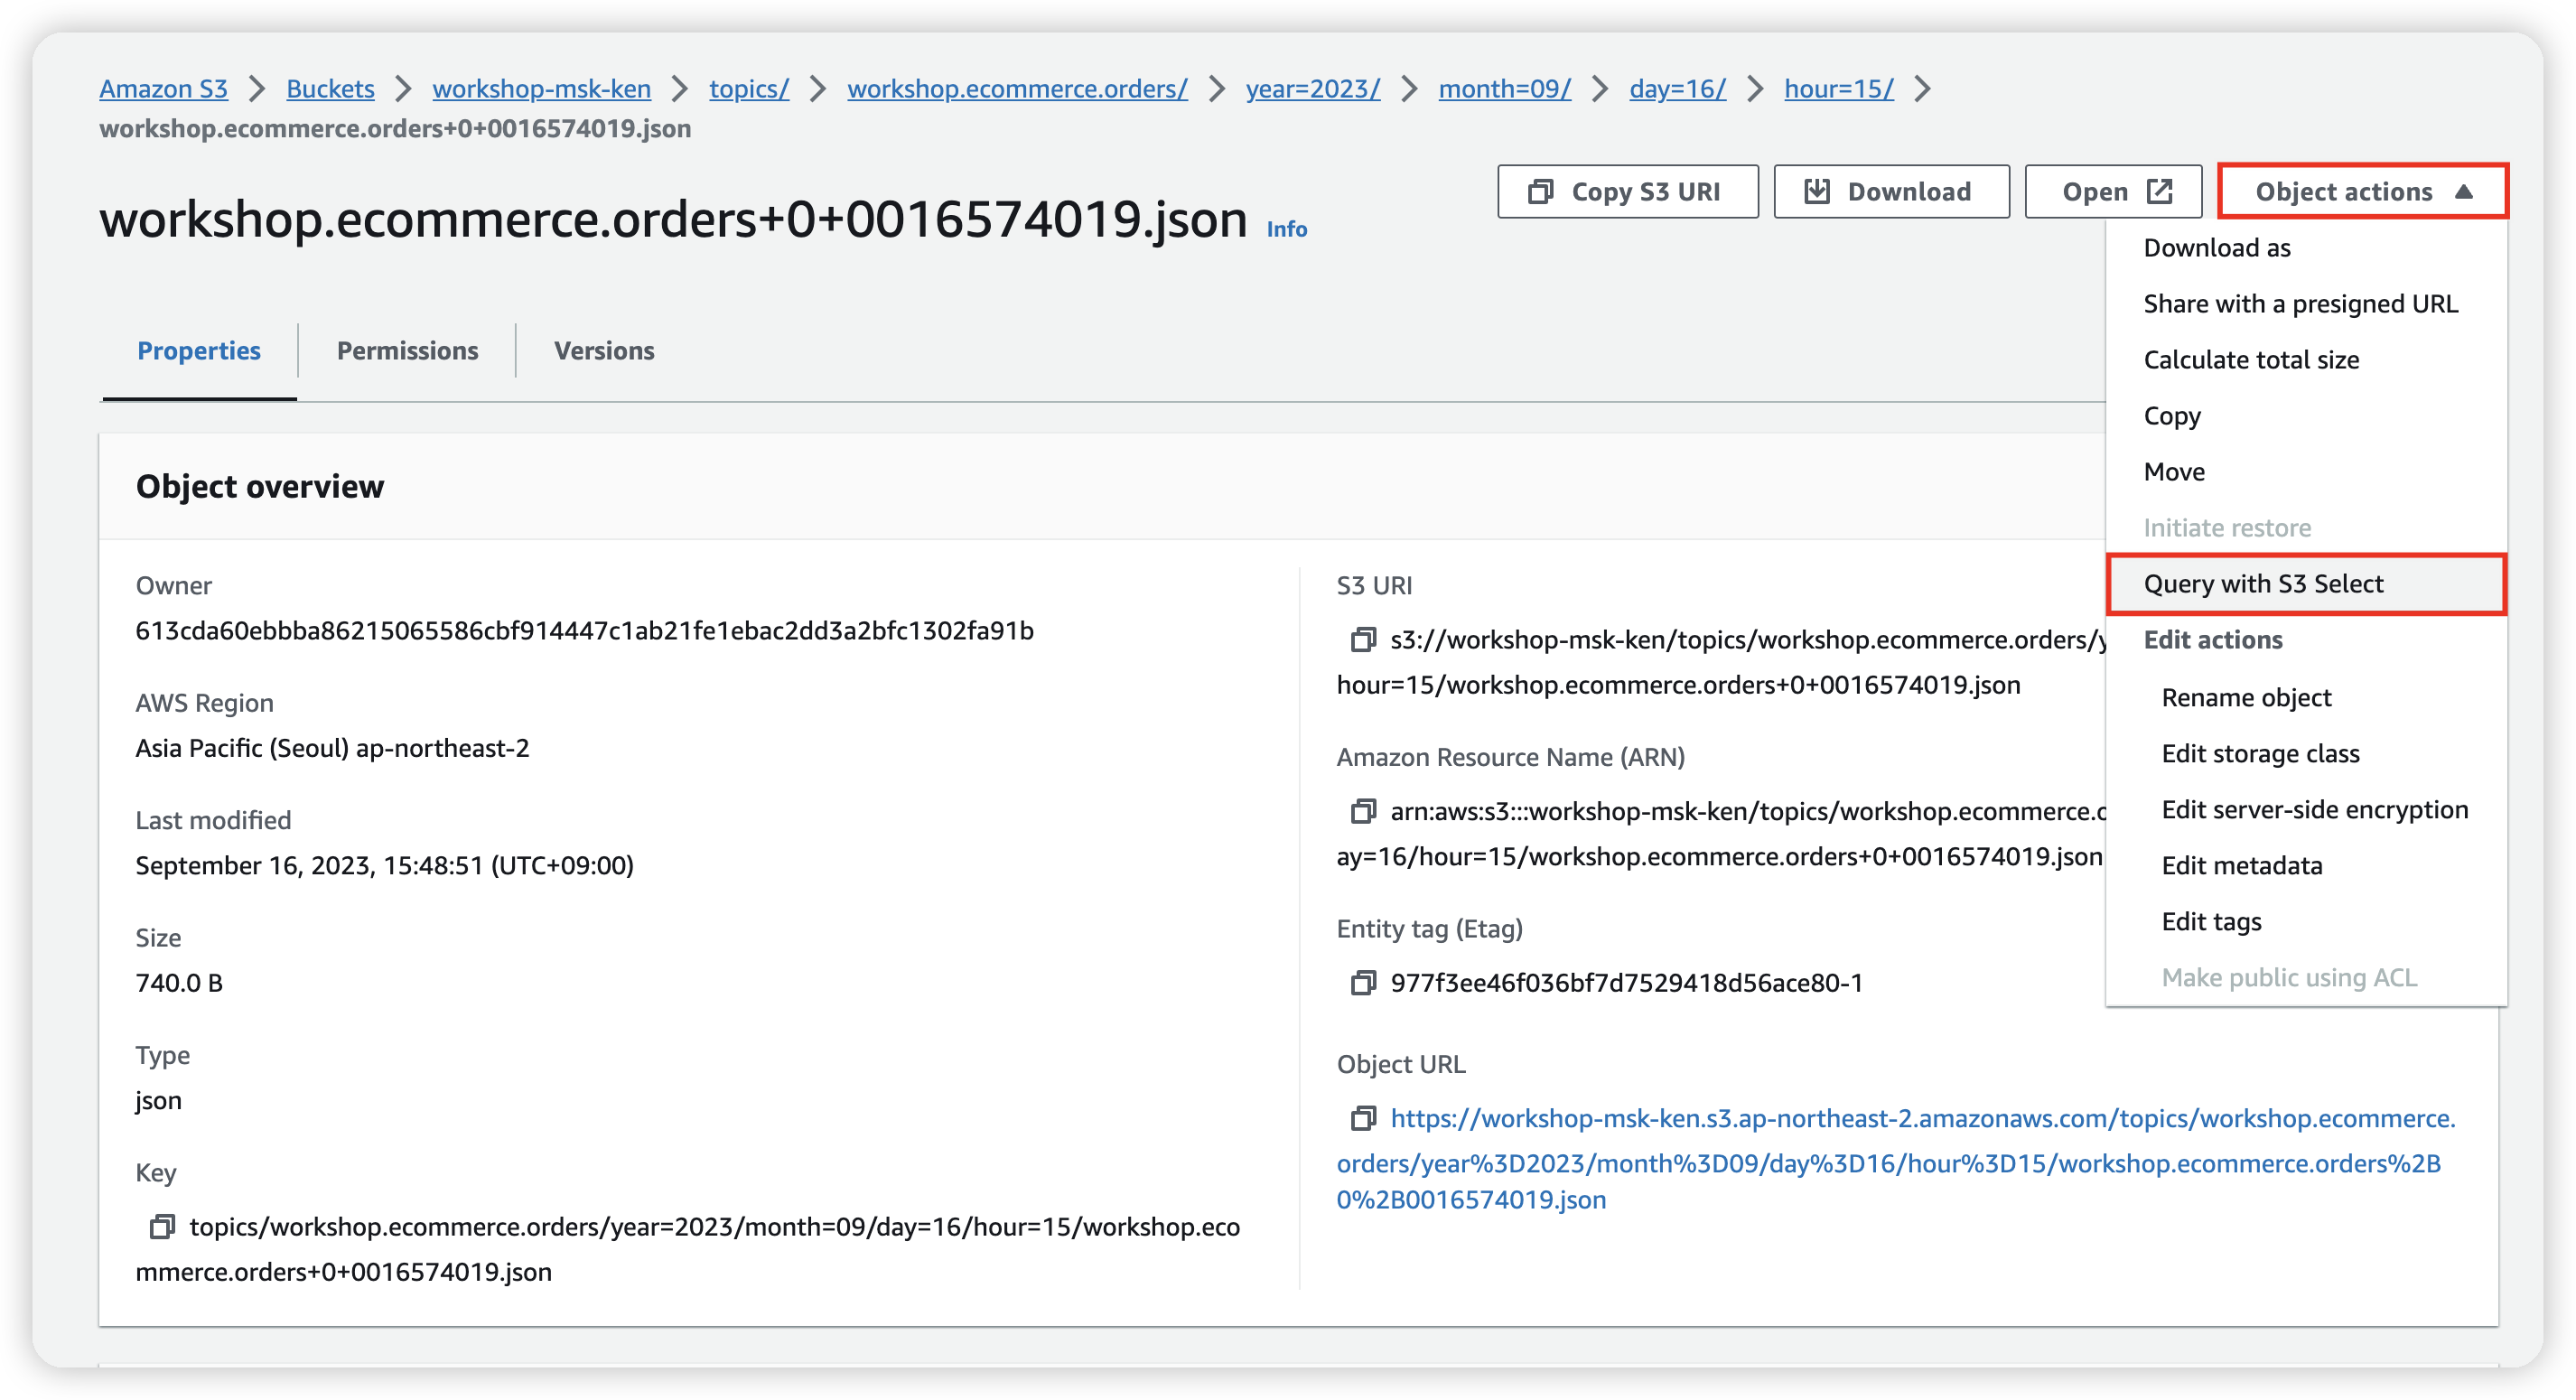 Amazon S3 > Buckets > workshop-msk-ken > topics/ > workshop.ecommerce.orders/ > year=2023/ > month=09/ > day=16/ > hour=15/ >
workshop.ecommerce.orders+0+0016574019.json
workshop.ecommerce.orders+0+0016574019.json Info
Copy S3 URI
Download
Open
Object actions
Download as
Share with a presigned URL
Calculate total size
Copy
Move
Initiate restore
Query with S3 Select
Edit actions
Rename object
Edit storage class
Edit server-side encryption
Edit metadata
Edit tags
Make public using ACL
Properties
Permissions
Versions
Object overview
Owner
613cda60ebbba86215065586cbf914447c1ab21fe1ebac2dd3a2bfc1302fa91b
AWS Region
Asia Pacific (Seoul) ap-northeast-2
Last modified
September 16, 2023, 15:48:51 (UTC+09:00)
Size
740.0 B
Type
json
Key
topics/workshop.ecommerce.orders/year=2023/month=09/day=16/hour=15/workshop.eco
mmerce.orders+0+0016574019.json
S3 URI
s3://workshop-msk-ken/topics/workshop.ecommerce.orders/y
hour=15/workshop.ecommerce.orders+0+0016574019.json
Amazon Resource Name (ARN)
arn:aws:s3:::workshop-msk-ken/topics/workshop.ecommerce.o
ay=16/hour=15/workshop.ecommerce.orders+0+0016574019.json
Entity tag (Etag)
977f3ee46f036bf7d7529418d56ace80-1
Object URL
https://workshop-msk-ken.s3.ap-northeast-2.amazonaws.com/topics/workshop.ecommerce.
orders/year%3D2023/month%3D09/day%3D16/hour%3D15/workshop.ecommerce.orders%2B
0%2B0016574019.json